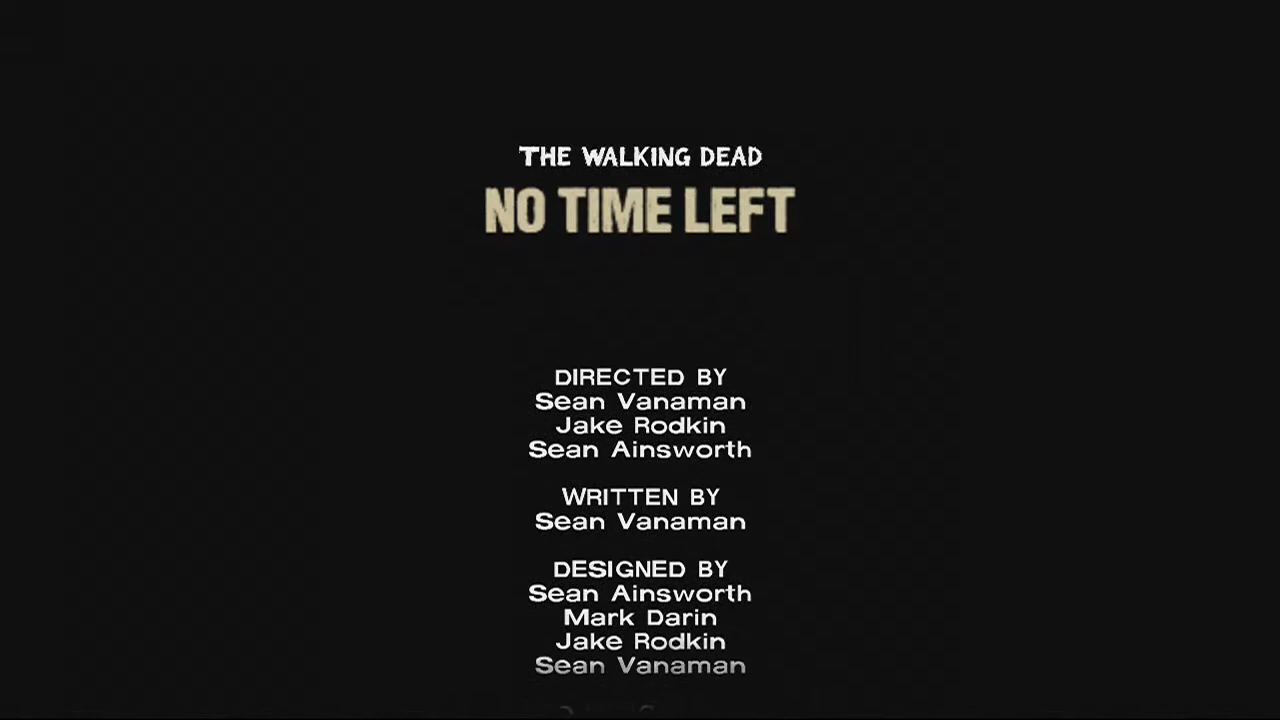 THE WALKING DEAD
NO TIME LEFT
DIRECTED BY
Sean Vanaman
Jake Rodkin
Sean Ainsworth
WRITTEN BY
Sean Vanaman
DESIGNED BY
Sean Ainsworth
Mark Darin
Jake Rodkin
Sean Vanaman